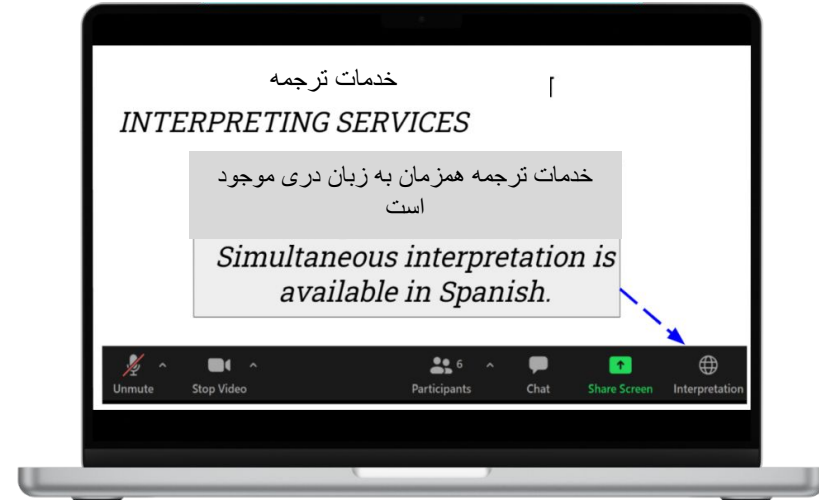 خدمات ترجمه
INTERPRETING SERVICES
خدمات ترجمه همزمان به زبان دری موجود
است
Simultaneous interpretation is
available in Spanish.
6
Unmute Stop Video Participants Chat Share Screen Interpretation